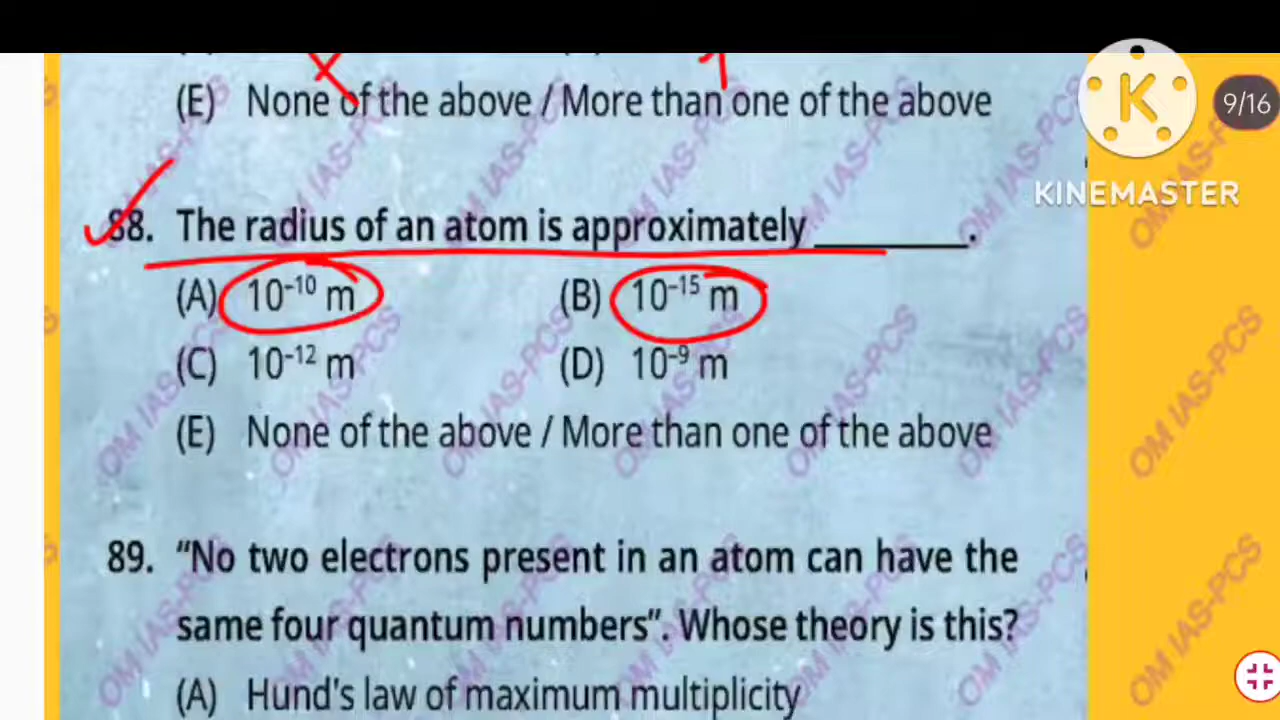 (E) None of the above / More than one of the above
9/16
KINEMASTER
88. The radius of an atom is approximately ________.
(A) 10⁻¹⁰ m (B) 10⁻¹⁵ m
(C) 10⁻¹² m (D) 10⁻⁹ m
(E) None of the above / More than one of the above
89. “No two electrons present in an atom can have the
same four quantum numbers”. Whose theory is this?
(A) Hund's law of maximum multiplicity
OM IAS-PCS